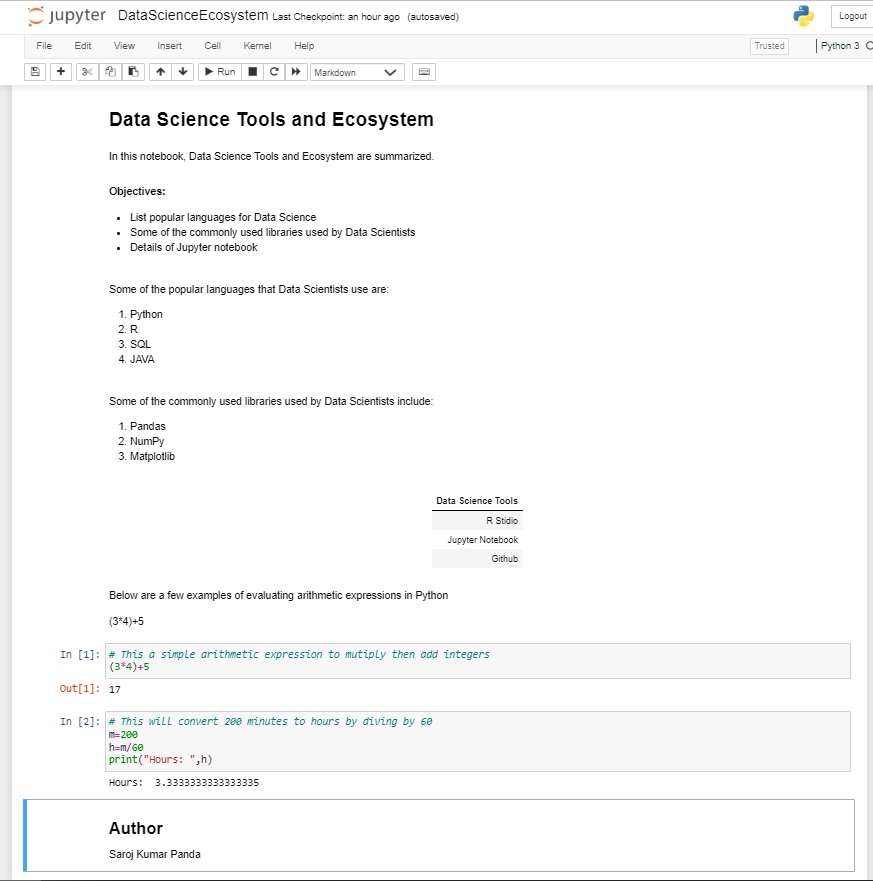 jupyter DataScienceEcosystem Last Checkpoint: an hour ago (autosaved)
Logout
File Edit View Insert Cell Kernel Help
Trusted
Python 3
Run
Markdown
Data Science Tools and Ecosystem
In this notebook, Data Science Tools and Ecosystem are summarized.
Objectives:
• List popular languages for Data Science
• Some of the commonly used libraries used by Data Scientists
• Details of Jupyter notebook
Some of the popular languages that Data Scientists use are:
1. Python
2. R
3. SQL
4. JAVA
Some of the commonly used libraries used by Data Scientists include:
1. Pandas
2. NumPy
3. Matplotlib
Data Science Tools
R Stidio
Jupyter Notebook
Github
Below are a few examples of evaluating arithmetic expressions in Python
(3*4)+5
In [1]: # This a simple arithmetic expression to mutiply then add integers
(3*4)+5
Out[1]: 17
In [2]: # This will convert 200 minutes to hours by diving by 60
m=200
h=m/60
print("Hours: ",h)
Hours:  3.3333333333333335
Author
Saroj Kumar Panda